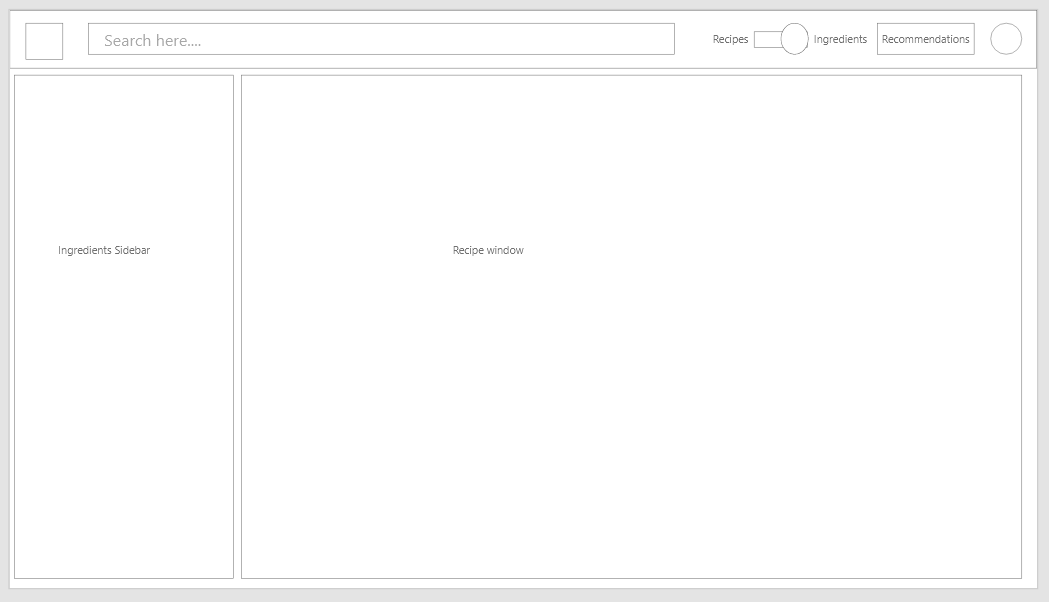 Search here....
Recipes
Ingredients
Recommendations
Ingredients Sidebar
Recipe window